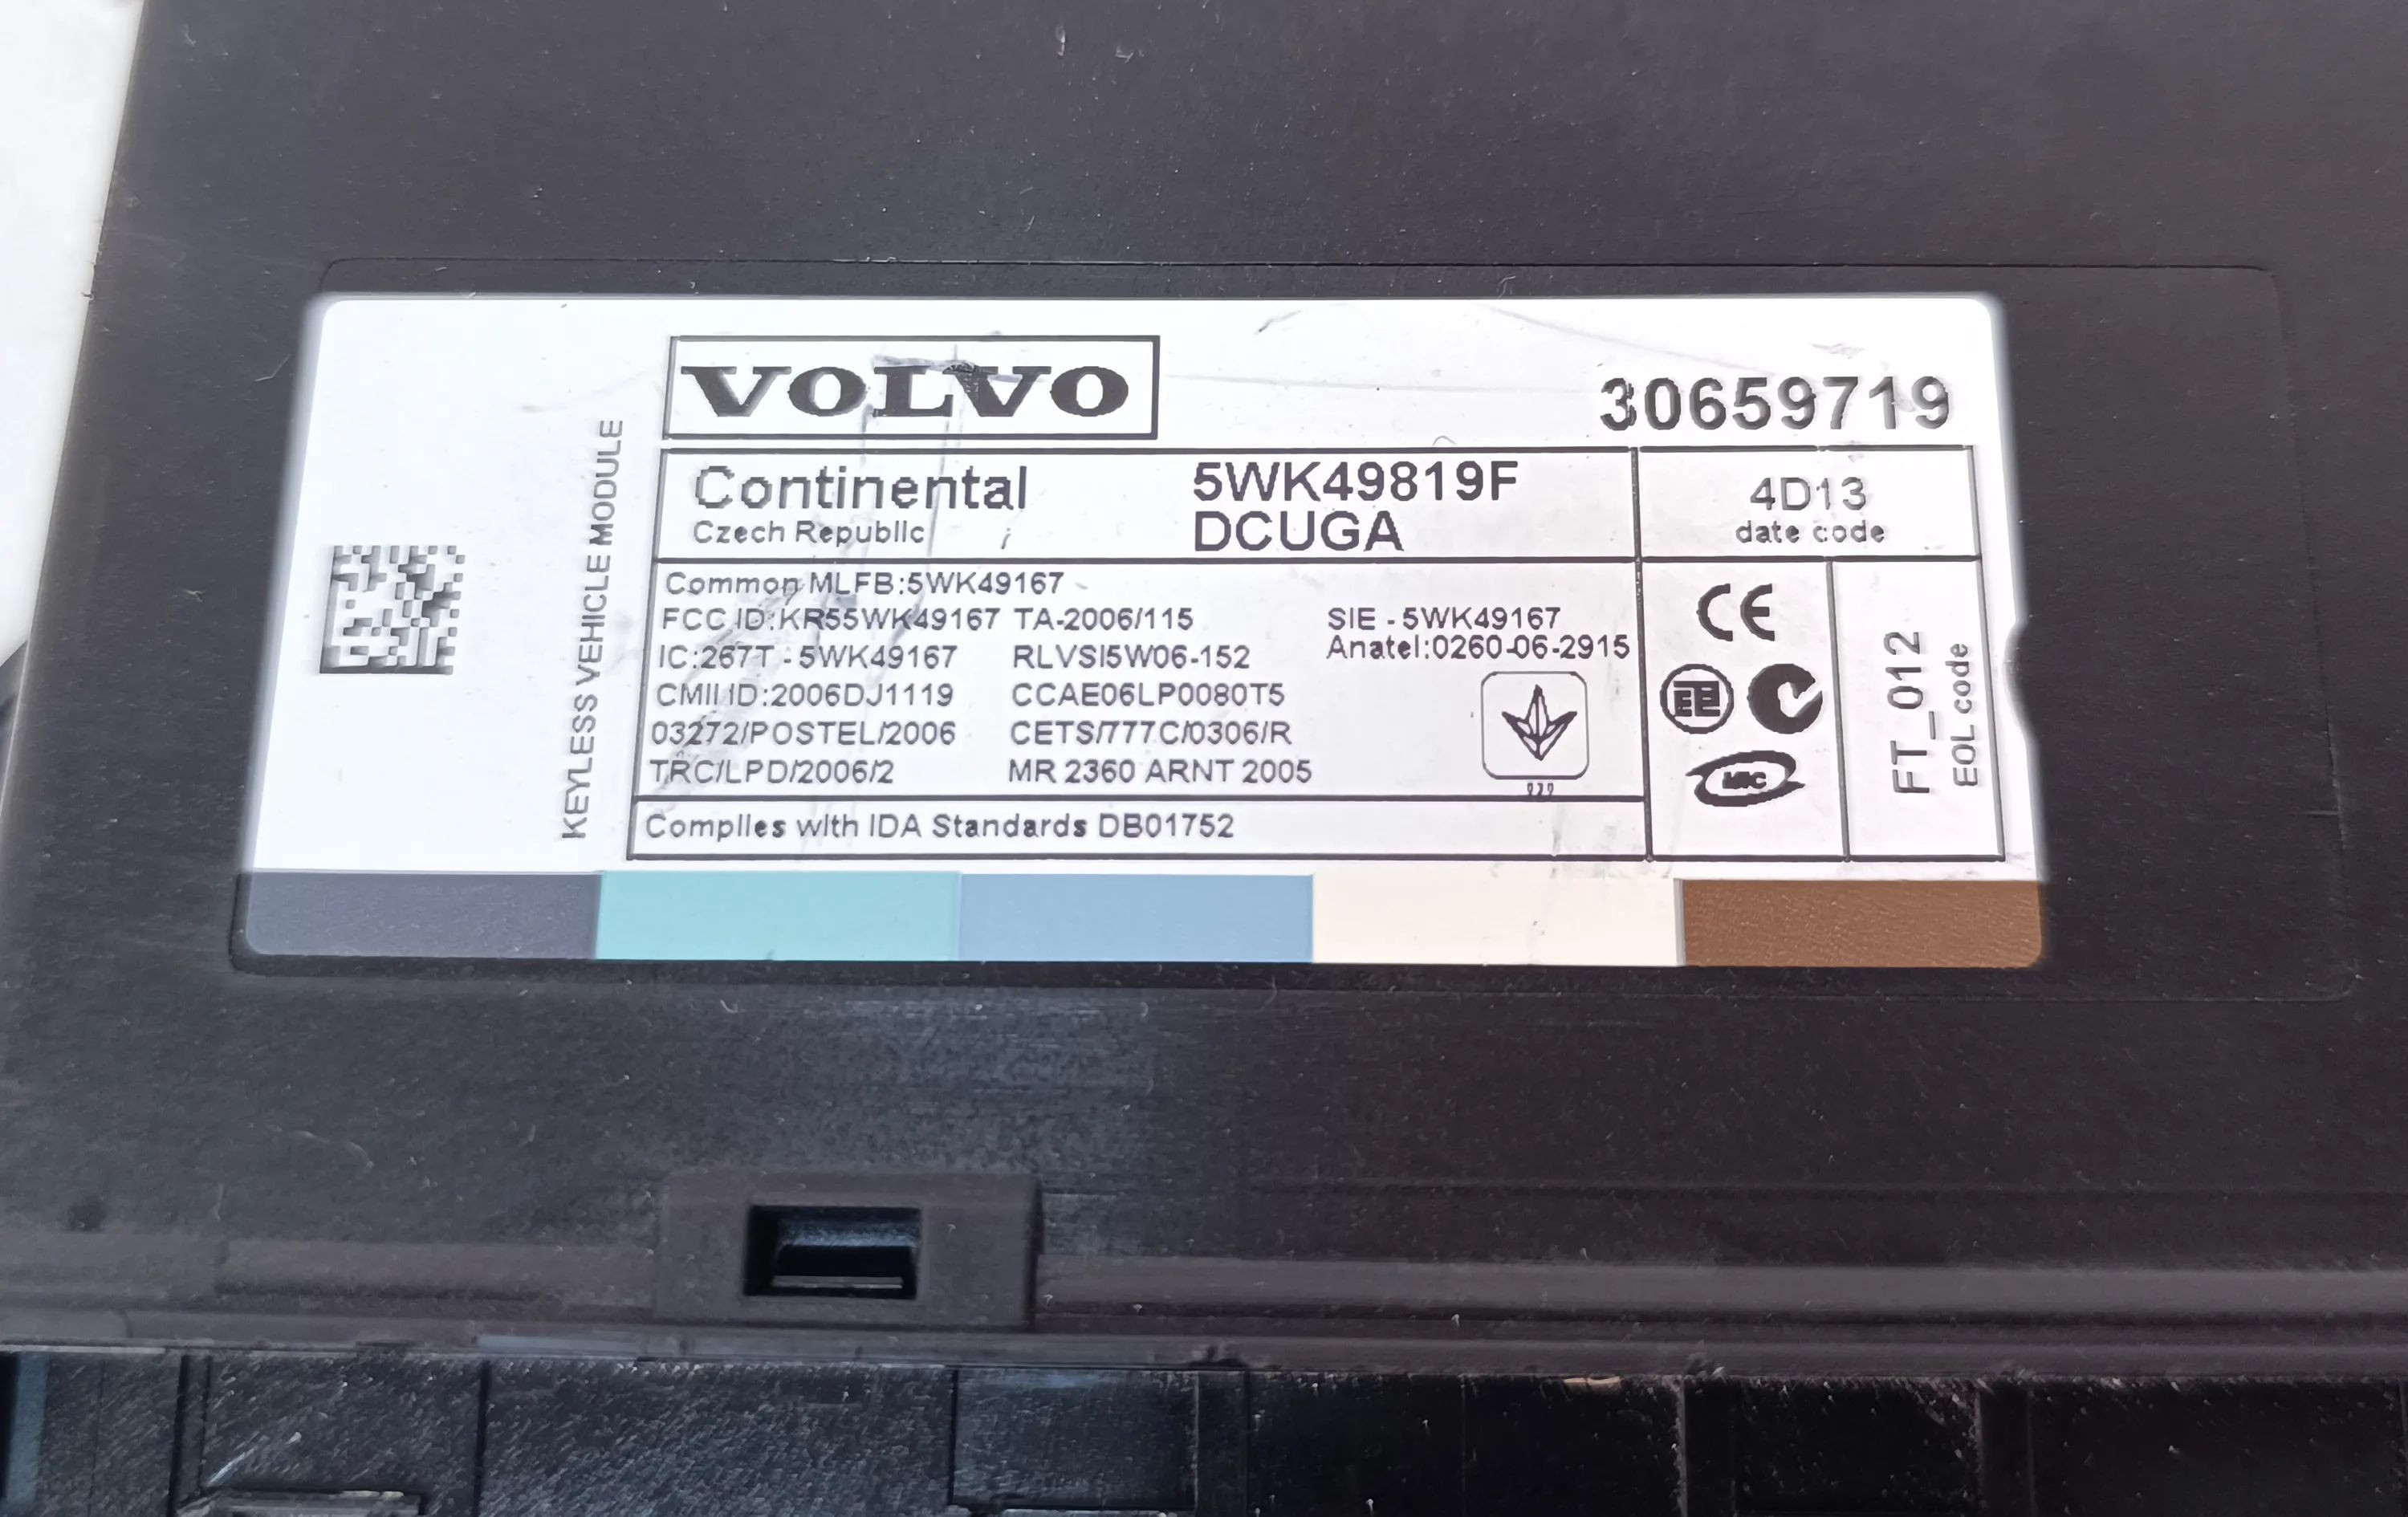 VOLVO
30659719
KEYLESS VEHICLE MODULE
Continental
Czech Republic
5WK49819F
DCUGA
4D13
date code
Common MLFB:5WK49167
FCC ID:KR55WK49167 TA-2006/115
SIE - 5WK49167
Anatel:0260-06-2915
IC:267T - 5WK49167 RLVSI5W06-152
CMII ID:2006DJ1119 CCAE06LP0080T5
03272/POSTEL/2006 CETS/777C/0306/R
TRC/LPD/2006/2 MR 2360 ARNT 2005
Complies with IDA Standards DB01752
CE
FT_012
EOL code